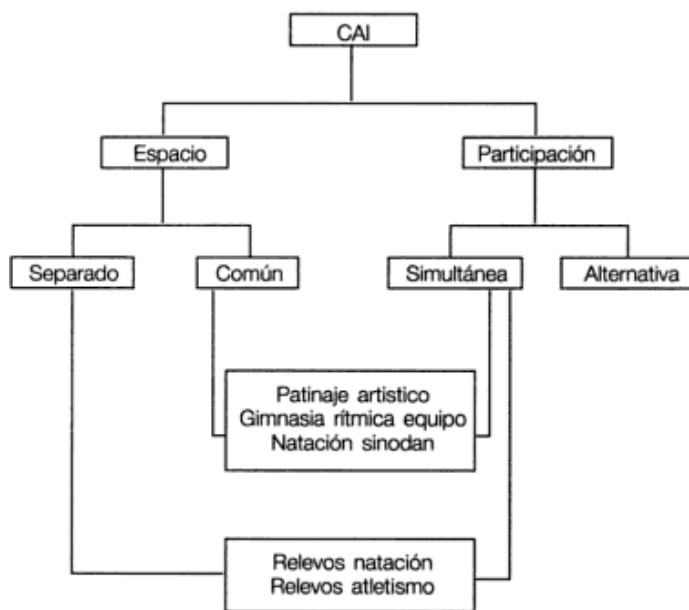 CAI
Espacio
Participación
Separado
Común
Simultánea
Alternativa
Patinaje artistico
Gimnasia rítmica equipo
Natación sinodan
Relevos natación
Relevos atletismo